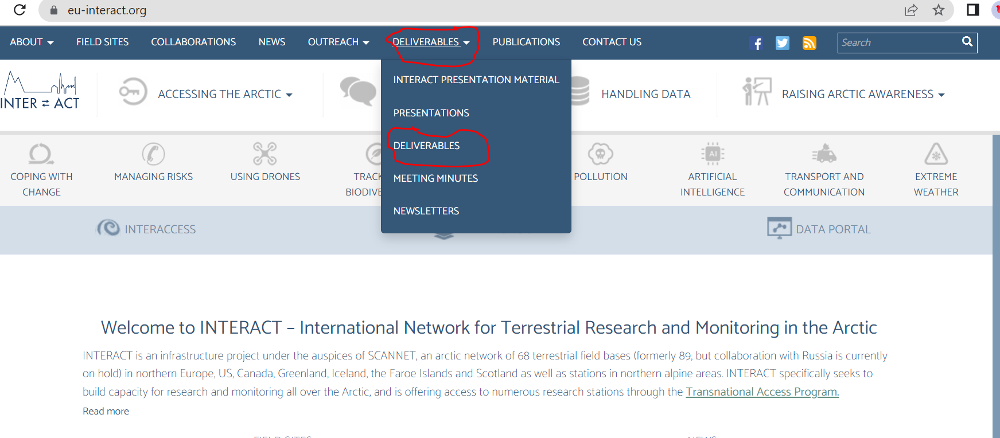 eu-interact.org
ABOUT FIELD SITES COLLABORATIONS NEWS OUTREACH DELIVERABLES PUBLICATIONS CONTACT US Search
INTERACT PRESENTATION MATERIAL
PRESENTATIONS
DELIVERABLES
MEETING MINUTES
NEWSLETTERS
INTER ⇄ ACT
ACCESSING THE ARCTIC
HANDLING DATA
RAISING ARCTIC AWARENESS
COPING WITH
CHANGE
MANAGING RISKS
USING DRONES
POLLUTION
AI
ARTIFICIAL
INTELLIGENCE
TRANSPORT AND
COMMUNICATION
EXTREME
WEATHER
INTERACCESS
DATA PORTAL
Welcome to INTERACT – International Network for Terrestrial Research and Monitoring in the Arctic
INTERACT is an infrastructure project under the auspices of SCANNET, an arctic network of 68 terrestrial field bases (formerly 89, but collaboration with Russia is currently
on hold) in northern Europe, US, Canada, Greenland, Iceland, the Faroe Islands and Scotland as well as stations in northern alpine areas. INTERACT specifically seeks to
build capacity for research and monitoring all over the Arctic, and is offering access to numerous research stations through the Transnational Access Program.
Read more